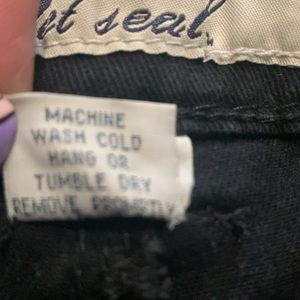 seal
MACHINE
WASH COLD
HANG OR
TUMBLE DRY
REMOVE PROMPTLY